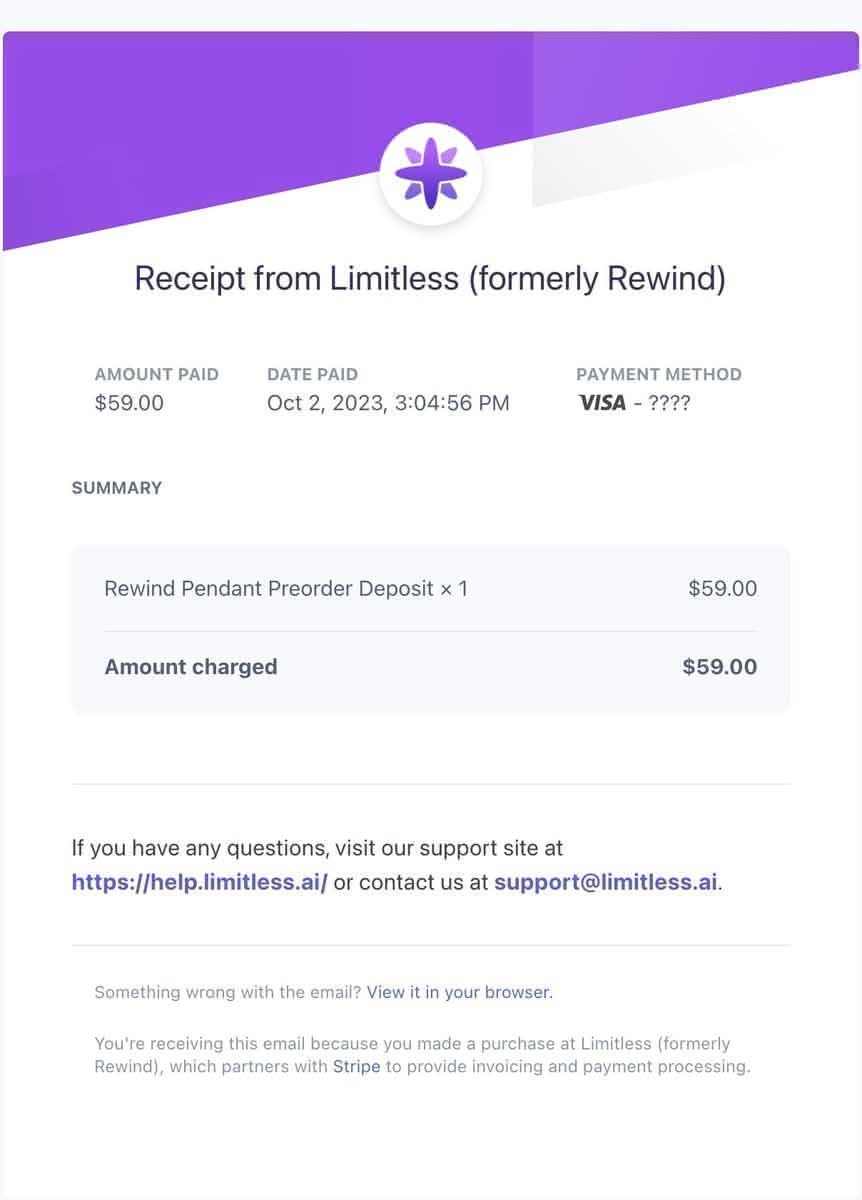 Receipt from Limitless (formerly Rewind)
AMOUNT PAID DATE PAID PAYMENT METHOD
$59.00 Oct 2, 2023, 3:04:56 PM VISA - ????
SUMMARY
Rewind Pendant Preorder Deposit × 1 $59.00
Amount charged $59.00
If you have any questions, visit our support site at
https://help.limitless.ai/ or contact us at support@limitless.ai.
Something wrong with the email? View it in your browser.
You're receiving this email because you made a purchase at Limitless (formerly
Rewind), which partners with Stripe to provide invoicing and payment processing.